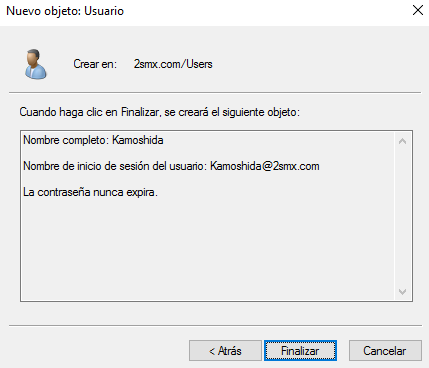 Nuevo objeto: Usuario
Crear en: 2smx.com/Users
Cuando haga clic en Finalizar, se creará el siguiente objeto:
Nombre completo: Kamoshida
Nombre de inicio de sesión del usuario: Kamoshida@2smx.com
La contraseña nunca expira.
< Atrás Finalizar Cancelar